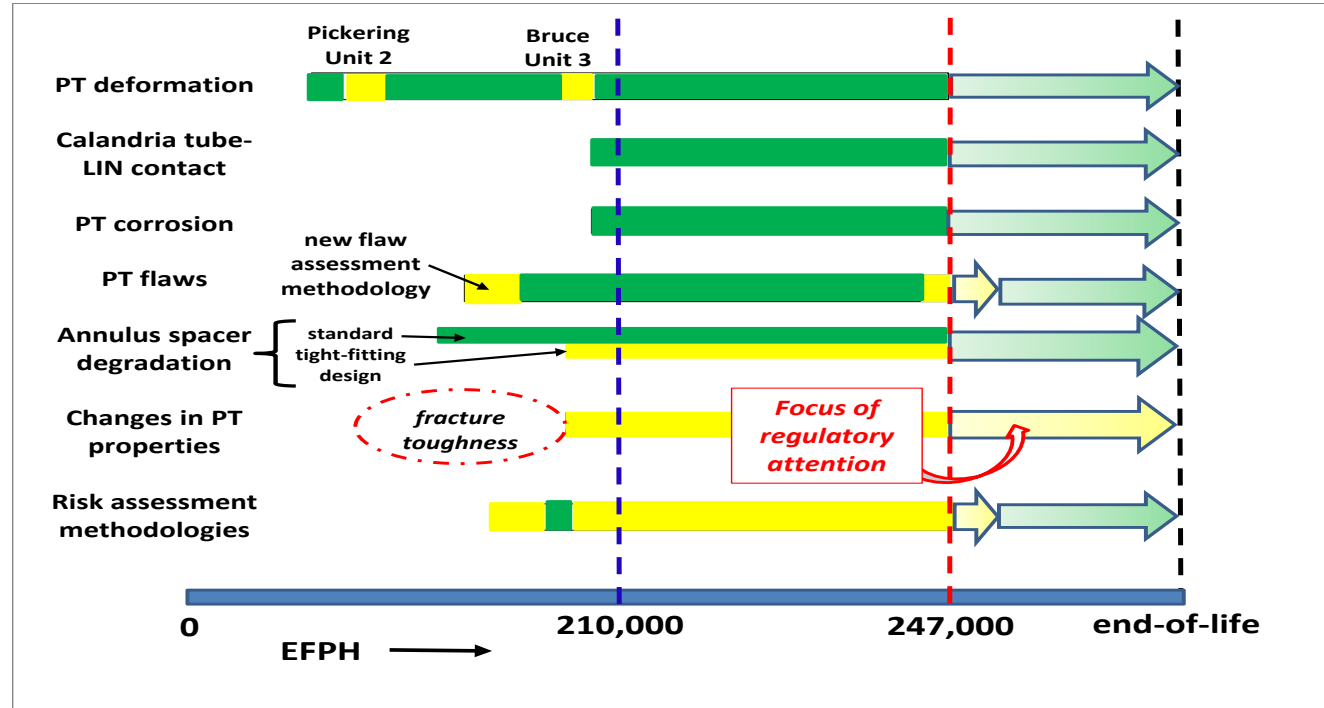 Pickering
Unit 2
Bruce
Unit 3
PT deformation
Calandria tube-
LIN contact
PT corrosion
new flaw
assessment
methodology
PT flaws
Annulus spacer
degradation
standard
tight-fitting
design
Changes in PT
properties
fracture
toughness
Focus of
regulatory
attention
Risk assessment
methodologies
0
210,000
247,000
end-of-life
EFPH